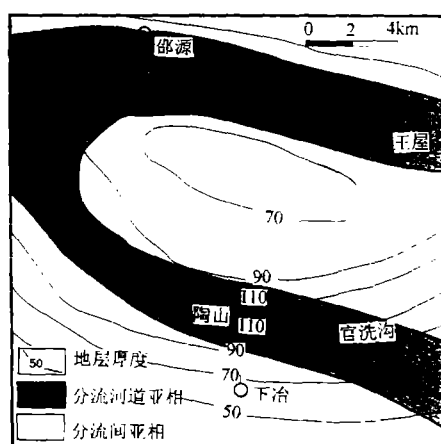 0 2 4km
邵源
王屋
70
90
110
陶山
110
官洗沟
90
70
下冶
50
50 地层厚度
分流河道亚相
分流间亚相